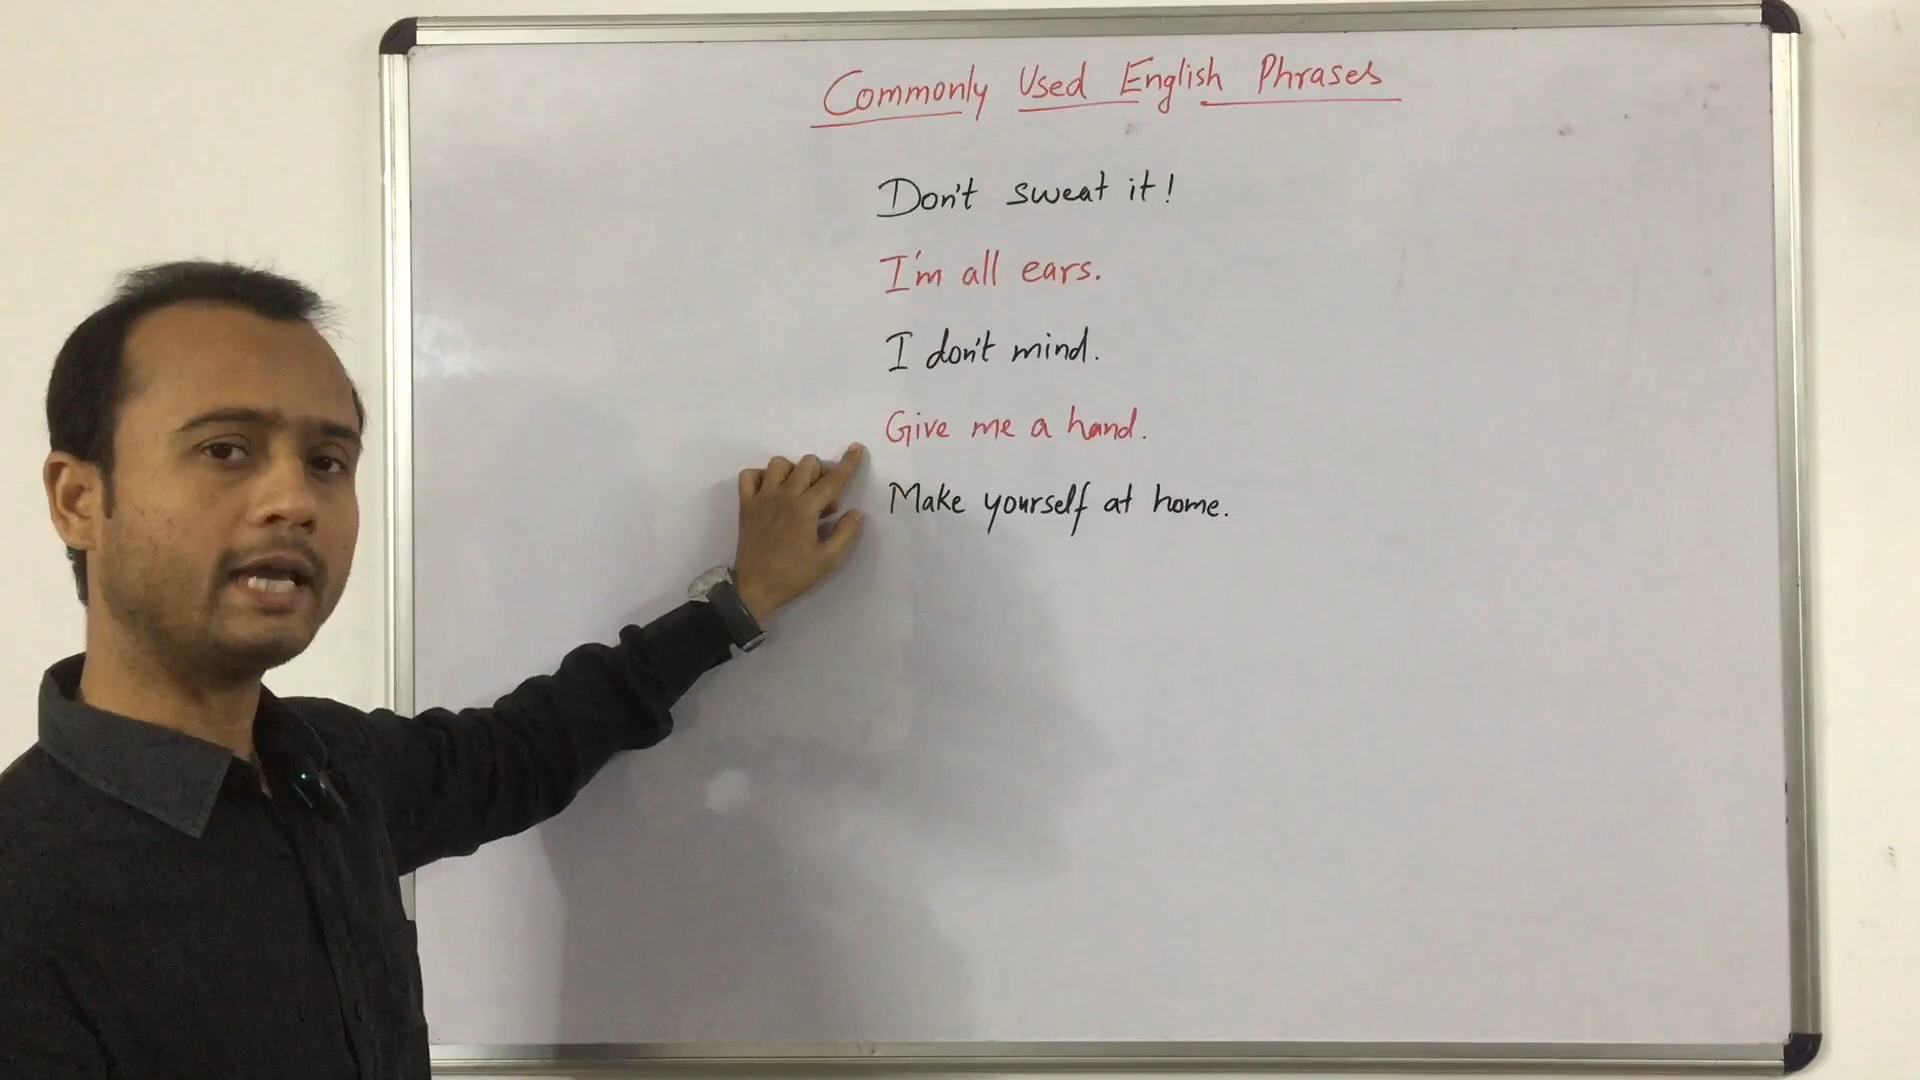 Commonly Used English Phrases
Don't sweat it!
I'm all ears.
I don't mind.
Give me a hand.
Make yourself at home.